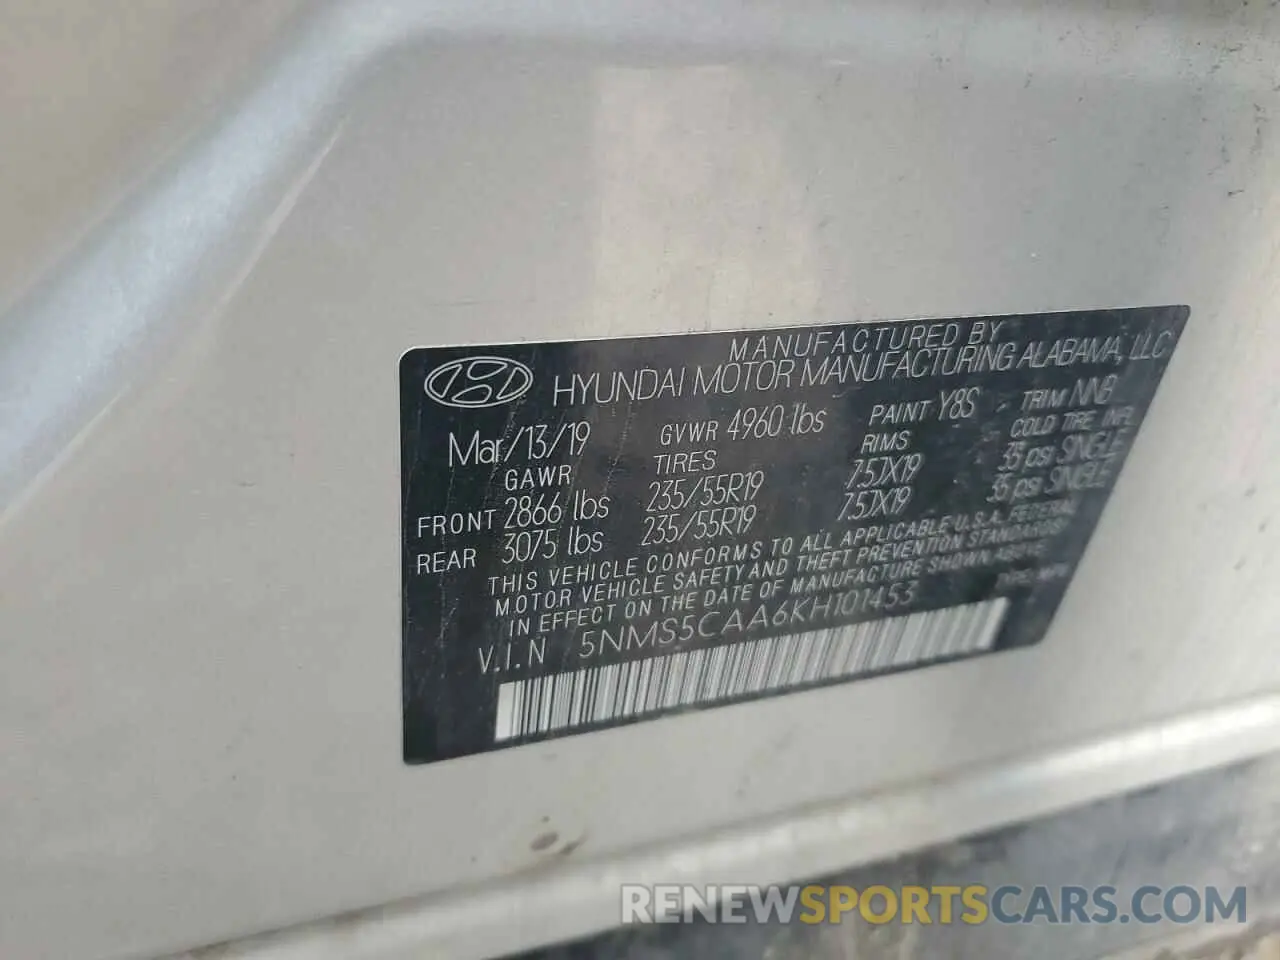 MANUFACTURED BY
HYUNDAI MOTOR MANUFACTURING ALABAMA, LLC
Mar/13/19 GVWR 4960 lbs PAINT Y8S TRIM NNB
GAWR TIRES RIMS COLD TIRE INFL
FRONT 2866 lbs 235/55R19 7.5JX19 35 psi SINGLE
REAR 3075 lbs 235/55R19 7.5JX19 35 psi SINGLE
THIS VEHICLE CONFORMS TO ALL APPLICABLE U.S.A. FEDERAL
MOTOR VEHICLE SAFETY AND THEFT PREVENTION STANDARDS
IN EFFECT ON THE DATE OF MANUFACTURE SHOWN ABOVE
V.I.N 5NMS5CAA6KH101453 TYPE:
RENEWSPORTSCARS.COM